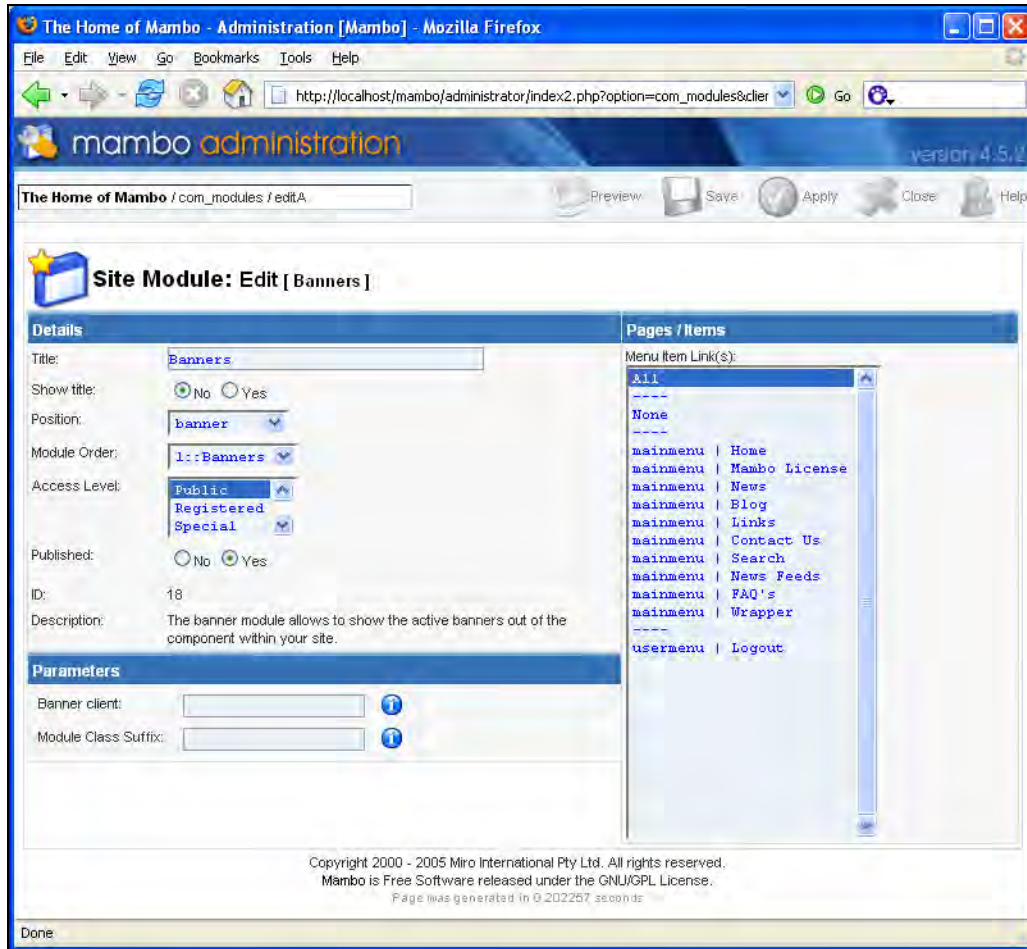 The Home of Mambo - Administration [Mambo] - Mozilla Firefox
File Edit View Go Bookmarks Tools Help
http://localhost/mambo/administrator/index2.php?option=com_modules&clier Go
mambo administration
version 4.5.2
The Home of Mambo / com_modules / editA Preview Save Apply Close Help
Site Module: Edit [ Banners ]
Details
Title: Banners
Show title: No Yes
Position: banner
Module Order: 1::Banners
Access Level: Public
Registered
Special
Published: No Yes
ID: 18
Description: The banner module allows to show the active banners out of the
component within your site.
Parameters
Banner client:
Module Class Suffix:
Pages / Items
Menu Item Link(s):
All
----
None
----
mainmenu | Home
mainmenu | Mambo License
mainmenu | News
mainmenu | Blog
mainmenu | Links
mainmenu | Contact Us
mainmenu | Search
mainmenu | News Feeds
mainmenu | FAQ's
mainmenu | Wrapper
----
usermenu | Logout
Copyright 2000 - 2005 Miro International Pty Ltd. All rights reserved.
Mambo is Free Software released under the GNU/GPL License.
Page was generated in 0.202257 seconds
Done